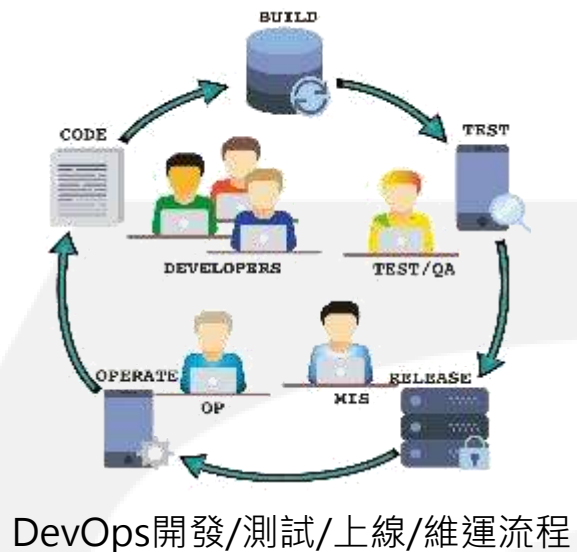 BUILD
CODE
TEST
DEVELOPERS
TEST/QA
OPERATE
OP
MIS
RELEASE
DevOps開發/測試/上線/維運流程